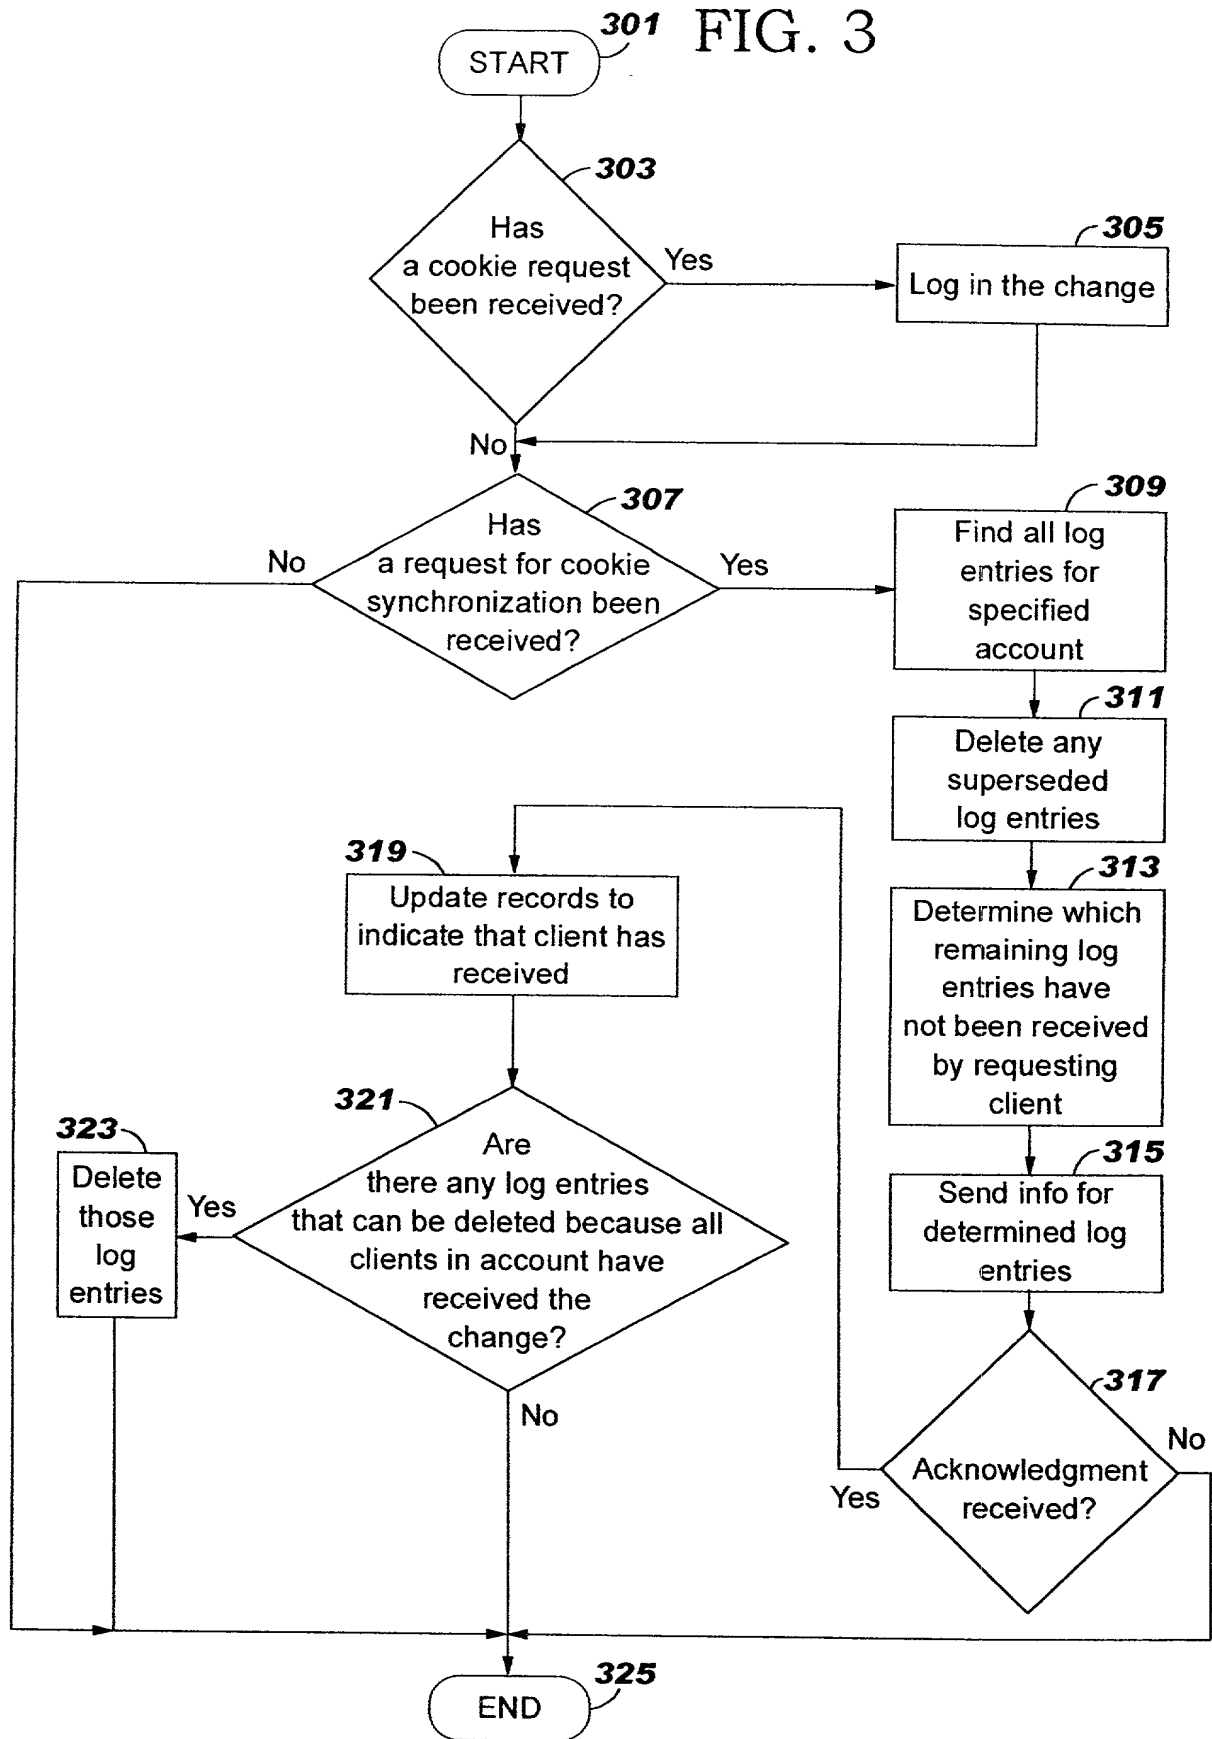 FIG. 3
301
START
303
Has
a cookie request
been received?
Yes
305
Log in the change
No
307
Has
a request for cookie
synchronization been
received?
No
Yes
309
Find all log
entries for
specified
account
311
Delete any
superseded
log entries
313
Determine which
remaining log
entries have
not been received
by requesting
client
315
Send info for
determined log
entries
317
Acknowledgment
received?
Yes
No
319
Update records to
indicate that client has
received
321
Are
there any log entries
that can be deleted because all
clients in account have
received the
change?
Yes
No
323
Delete
those
log
entries
325
END